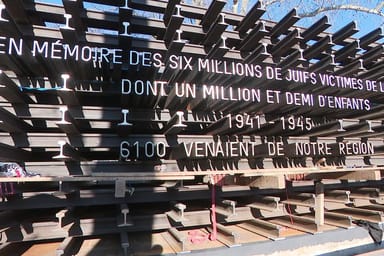 EN MÉMOIRE DES SIX MILLIONS DE JUIFS VICTIMES DE L
DONT UN MILLION ET DEMI D'ENFANTS
1941 - 1945
6100 VENAIENT DE NOTRE RÉGION